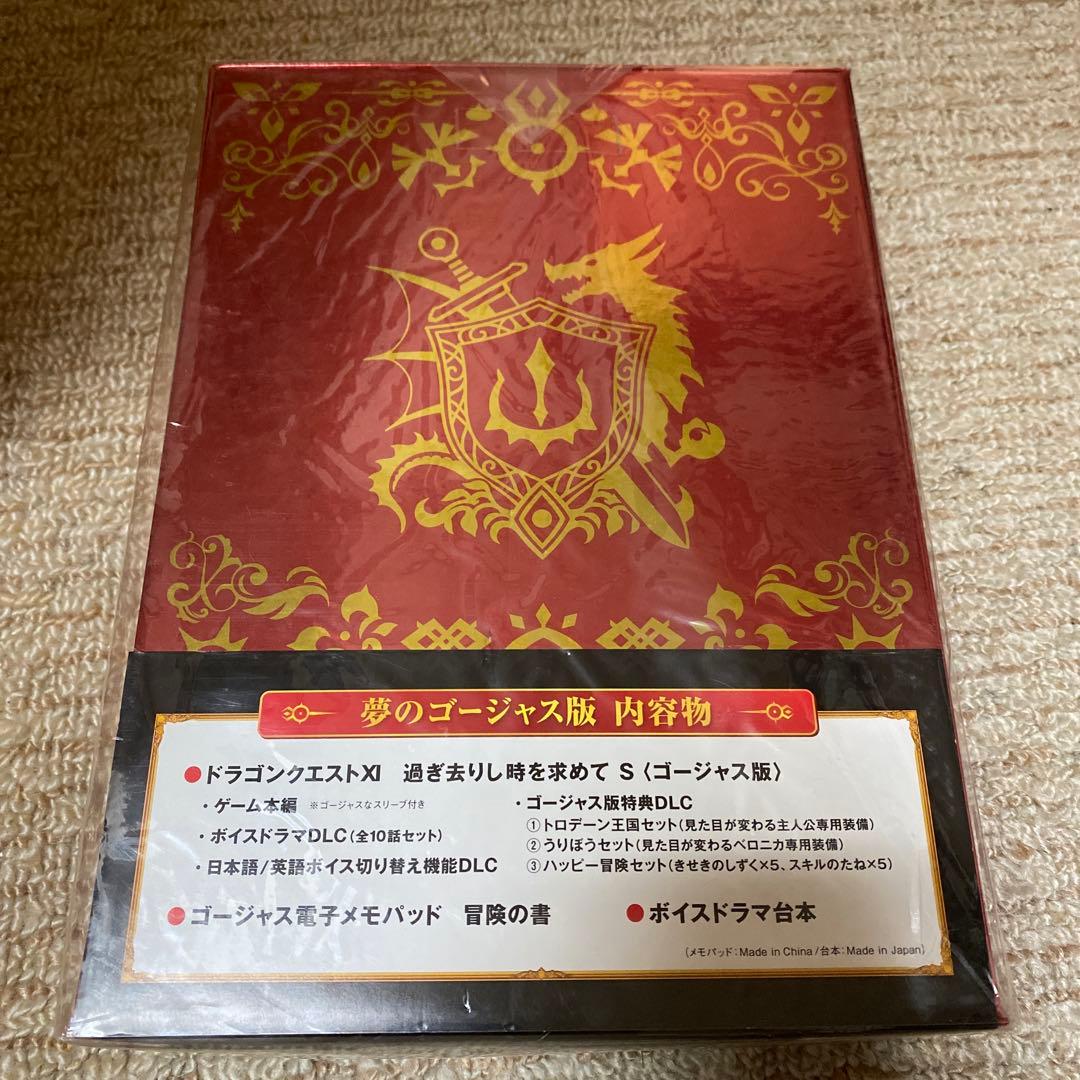 夢のゴージャス版 内容物
●ドラゴンクエストXI 過ぎ去りし時を求めて S〈ゴージャス版〉
・ゲーム本編 ※ゴージャスなスリーブ付き
・ボイスドラマDLC(全10話セット)
・日本語/英語ボイス切り替え機能DLC
・ゴージャス版特典DLC
①トロデーン王国セット(見た目が変わる主人公専用装備)
②うりぼうセット(見た目が変わるベロニカ専用装備)
③ハッピー冒険セット(きせきのしずく×5、スキルのたね×5)
●ゴージャス電子メモパッド 冒険の書
●ボイスドラマ台本
(メモパッド:Made in China/台本:Made in Japan)